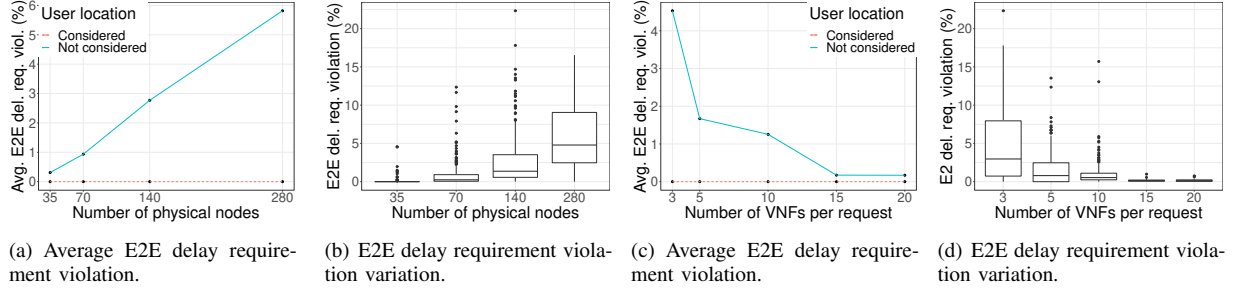 Avg. E2E del. req. viol. (%)
6
5
4
3
2
1
0
User location
Considered
Not considered
35
70
140
280
Number of physical nodes
(a) Average E2E delay require-
ment violation.
E2E del. req. violation (%)
20
15
10
5
0
35
70
140
280
Number of physical nodes
(b) E2E delay requirement viola-
tion variation.
Avg. E2E del. req. viol. (%)
4
3
2
1
0
User location
Considered
Not considered
3
5
10
15
20
Number of VNFs per request
(c) Average E2E delay require-
ment violation.
E2 del. req. violation (%)
20
15
10
5
0
3
5
10
15
20
Number of VNFs per request
(d) E2E delay requirement viola-
tion variation.